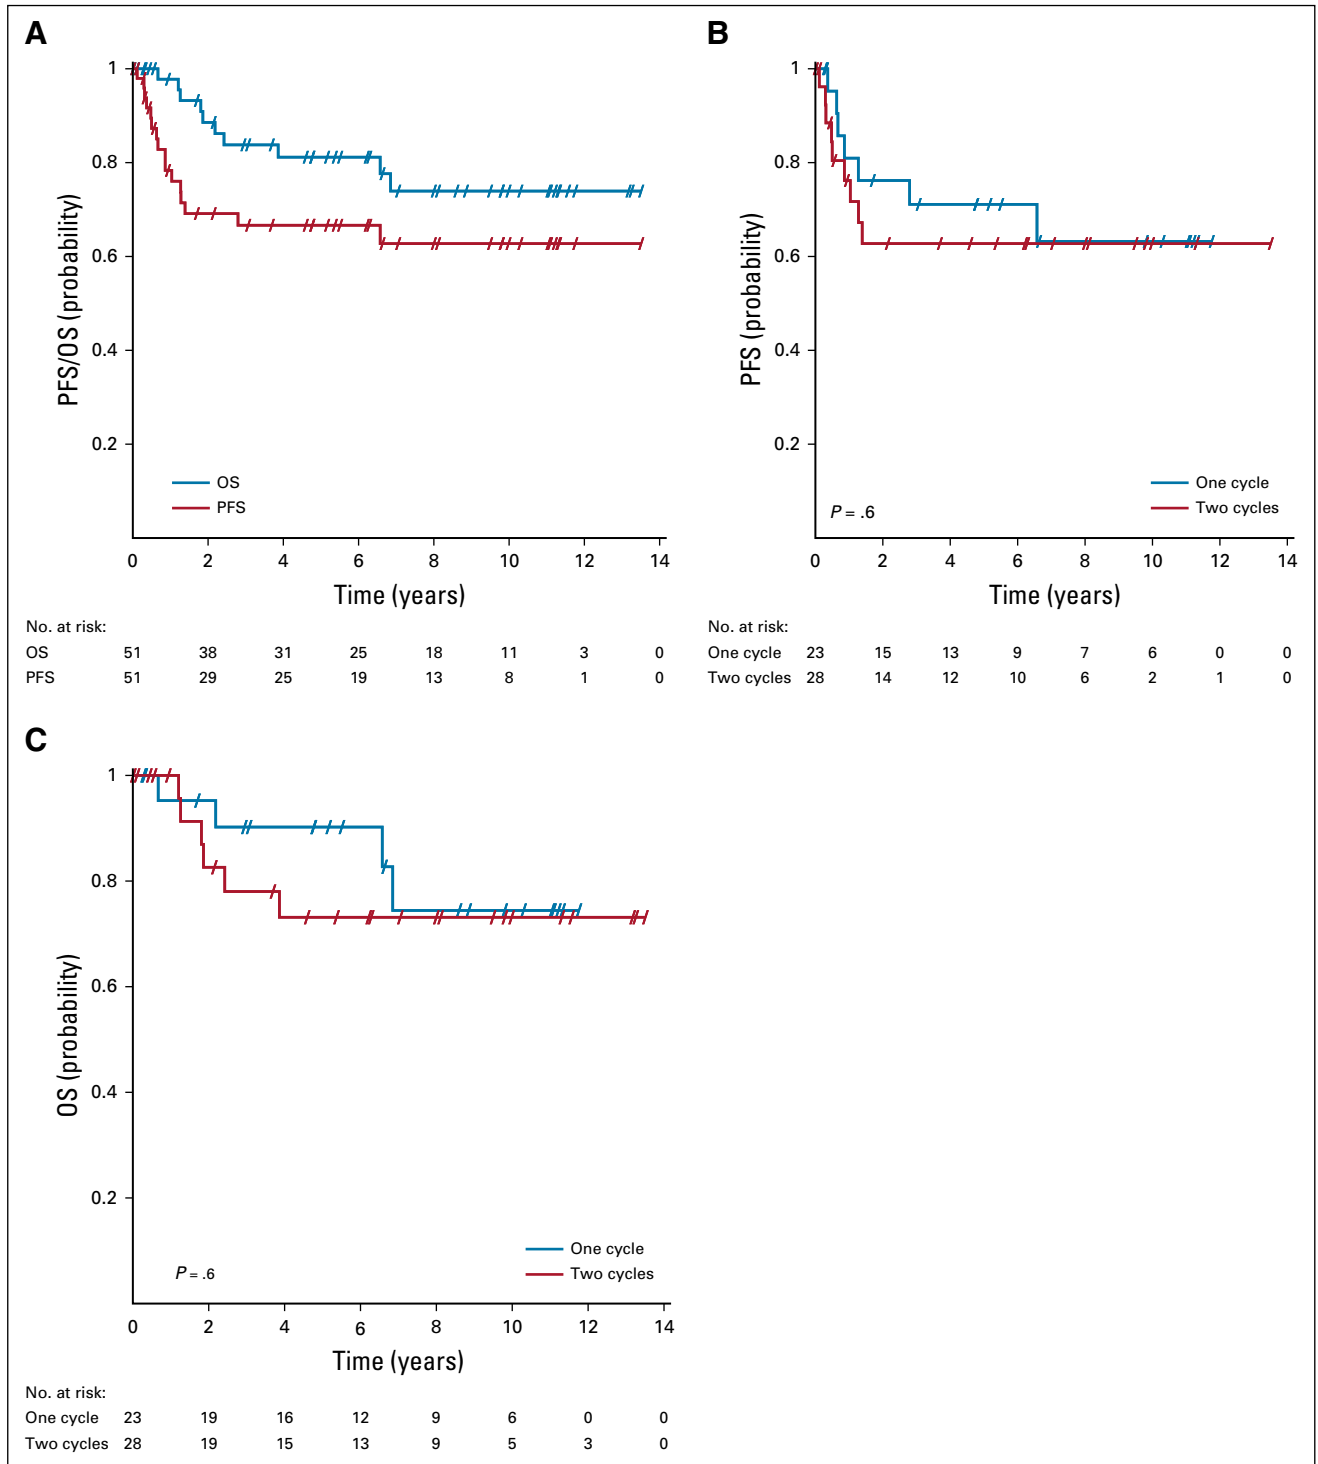 A
1
0.8
0.6
0.4
0.2
PFS/OS (probability)
OS
PFS
0 2 4 6 8 10 12 14
Time (years)
No. at risk:
OS 51 38 31 25 18 11 3 0
PFS 51 29 25 19 13 8 1 0
B
1
0.8
0.6
0.4
0.2
PFS (probability)
One cycle
Two cycles
P = .6
0 2 4 6 8 10 12 14
Time (years)
No. at risk:
One cycle 23 15 13 9 7 6 0 0
Two cycles 28 14 12 10 6 2 1 0
C
1
0.8
0.6
0.4
0.2
OS (probability)
One cycle
Two cycles
P = .6
0 2 4 6 8 10 12 14
Time (years)
No. at risk:
One cycle 23 19 16 12 9 6 0 0
Two cycles 28 19 15 13 9 5 3 0